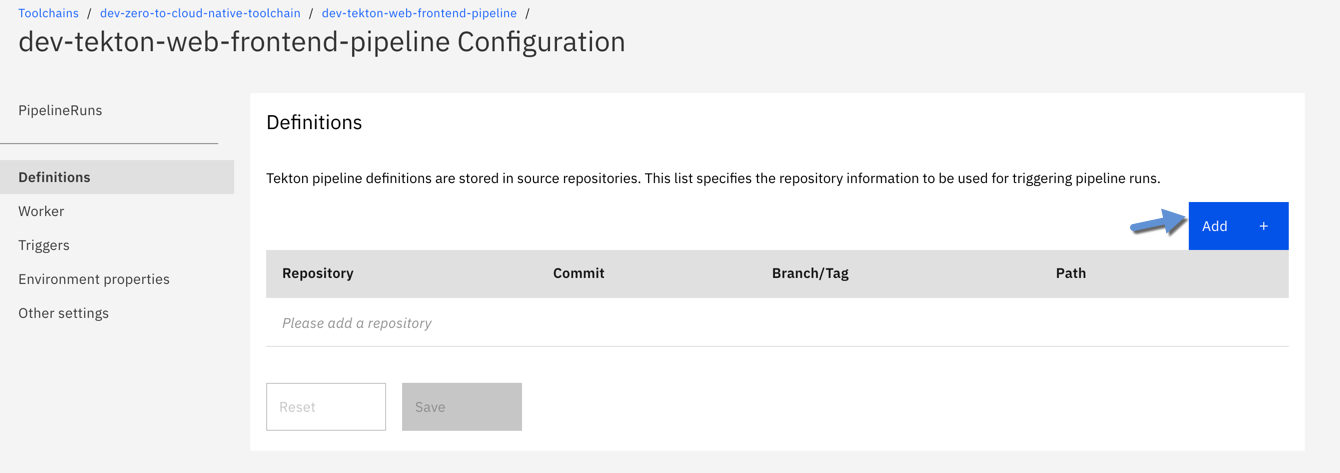 Toolchains / dev-zero-to-cloud-native-toolchain / dev-tekton-web-frontend-pipeline /
dev-tekton-web-frontend-pipeline Configuration
PipelineRuns
Definitions
Worker
Triggers
Environment properties
Other settings
Definitions
Tekton pipeline definitions are stored in source repositories. This list specifies the repository information to be used for triggering pipeline runs.
Add +
Repository Commit Branch/Tag Path
Please add a repository
Reset Save